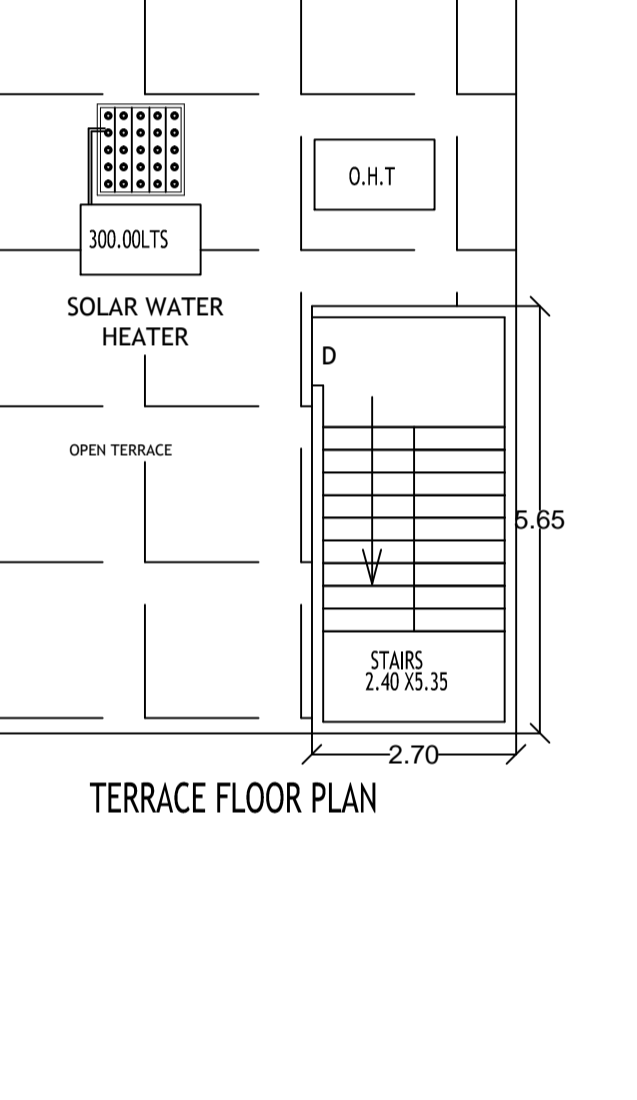 O.H.T
300.00LTS
SOLAR WATER
HEATER
D
OPEN TERRACE
5.65
STAIRS
2.40 X5.35
2.70
TERRACE FLOOR PLAN